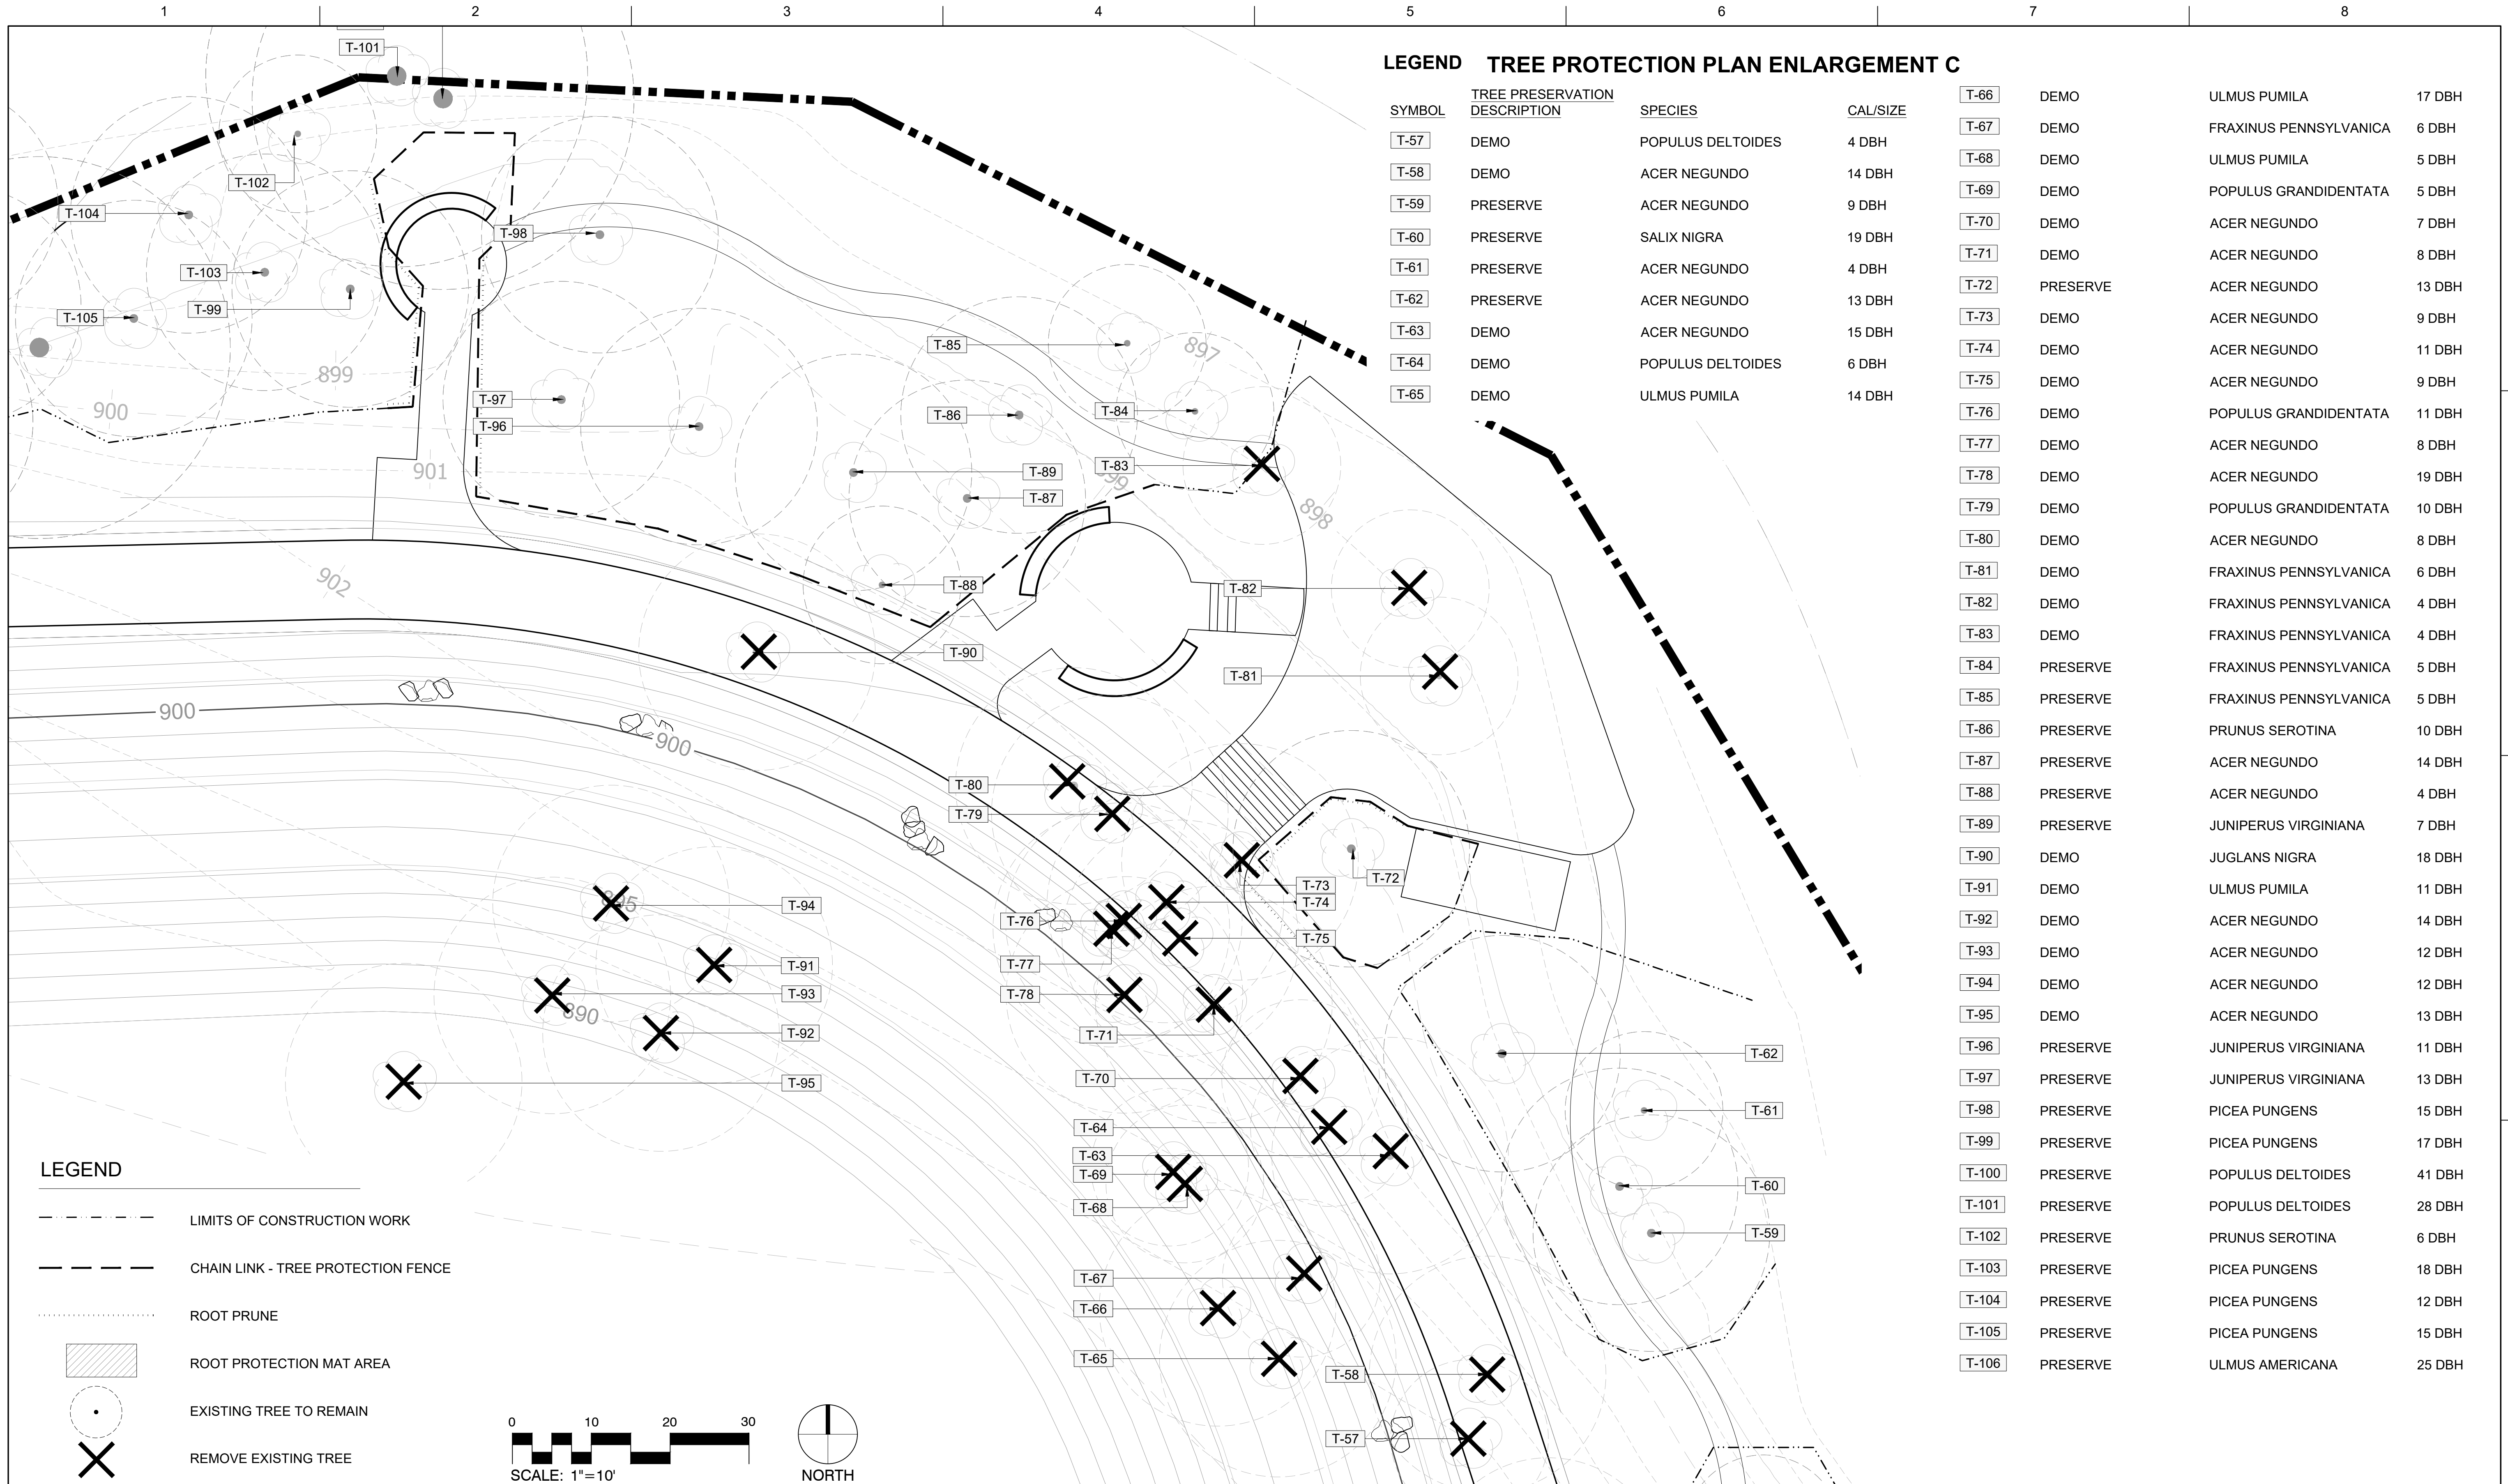 1 2 3 4 5 6 7 8
LEGEND TREE PROTECTION PLAN ENLARGEMENT C
TREE PRESERVATION
SYMBOL DESCRIPTION SPECIES CAL/SIZE
T-57 DEMO POPULUS DELTOIDES 4 DBH
T-58 DEMO ACER NEGUNDO 14 DBH
T-59 PRESERVE ACER NEGUNDO 9 DBH
T-60 PRESERVE SALIX NIGRA 19 DBH
T-61 PRESERVE ACER NEGUNDO 4 DBH
T-62 PRESERVE ACER NEGUNDO 13 DBH
T-63 DEMO ACER NEGUNDO 15 DBH
T-64 DEMO POPULUS DELTOIDES 6 DBH
T-65 DEMO ULMUS PUMILA 14 DBH
T-66 DEMO ULMUS PUMILA 17 DBH
T-67 DEMO FRAXINUS PENNSYLVANICA 6 DBH
T-68 DEMO ULMUS PUMILA 5 DBH
T-69 DEMO POPULUS GRANDIDENTATA 5 DBH
T-70 DEMO ACER NEGUNDO 7 DBH
T-71 DEMO ACER NEGUNDO 8 DBH
T-72 PRESERVE ACER NEGUNDO 13 DBH
T-73 DEMO ACER NEGUNDO 9 DBH
T-74 DEMO ACER NEGUNDO 11 DBH
T-75 DEMO ACER NEGUNDO 9 DBH
T-76 DEMO POPULUS GRANDIDENTATA 11 DBH
T-77 DEMO ACER NEGUNDO 8 DBH
T-78 DEMO ACER NEGUNDO 19 DBH
T-79 DEMO POPULUS GRANDIDENTATA 10 DBH
T-80 DEMO ACER NEGUNDO 8 DBH
T-81 DEMO FRAXINUS PENNSYLVANICA 6 DBH
T-82 DEMO FRAXINUS PENNSYLVANICA 4 DBH
T-83 DEMO FRAXINUS PENNSYLVANICA 4 DBH
T-84 PRESERVE FRAXINUS PENNSYLVANICA 5 DBH
T-85 PRESERVE FRAXINUS PENNSYLVANICA 5 DBH
T-86 PRESERVE PRUNUS SEROTINA 10 DBH
T-87 PRESERVE ACER NEGUNDO 14 DBH
T-88 PRESERVE ACER NEGUNDO 4 DBH
T-89 PRESERVE JUNIPERUS VIRGINIANA 7 DBH
T-90 DEMO JUGLANS NIGRA 18 DBH
T-91 DEMO ULMUS PUMILA 11 DBH
T-92 DEMO ACER NEGUNDO 14 DBH
T-93 DEMO ACER NEGUNDO 12 DBH
T-94 DEMO ACER NEGUNDO 12 DBH
T-95 DEMO ACER NEGUNDO 13 DBH
T-96 PRESERVE JUNIPERUS VIRGINIANA 11 DBH
T-97 PRESERVE JUNIPERUS VIRGINIANA 13 DBH
T-98 PRESERVE PICEA PUNGENS 15 DBH
T-99 PRESERVE PICEA PUNGENS 17 DBH
T-100 PRESERVE POPULUS DELTOIDES 41 DBH
T-101 PRESERVE POPULUS DELTOIDES 28 DBH
T-102 PRESERVE PRUNUS SEROTINA 6 DBH
T-103 PRESERVE PICEA PUNGENS 18 DBH
T-104 PRESERVE PICEA PUNGENS 12 DBH
T-105 PRESERVE PICEA PUNGENS 15 DBH
T-106 PRESERVE ULMUS AMERICANA 25 DBH
T-101
T-102
T-104
T-98
T-103
T-99
T-105
T-85
897
899
900
T-97
T-86
T-84
T-96
901
T-83
T-89
899
T-87
898
902
T-88
T-82
T-90
T-81
900
900
T-80
T-79
T-72
T-73
T-74
895
T-94
T-76
T-75
T-77
T-91
T-93
T-78
890
T-92
T-71
T-62
T-95
T-70
T-61
T-64
T-63
T-69
T-60
T-68
T-59
T-67
T-66
T-65
T-58
T-57
LEGEND
LIMITS OF CONSTRUCTION WORK
CHAIN LINK - TREE PROTECTION FENCE
ROOT PRUNE
ROOT PROTECTION MAT AREA
EXISTING TREE TO REMAIN
REMOVE EXISTING TREE
0 10 20 30
SCALE: 1"=10'
NORTH